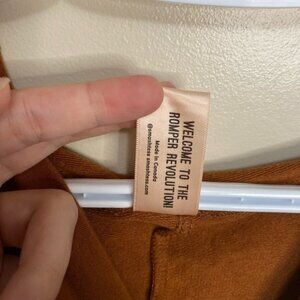 WELCOME TO THE
ROMPER REVOLUTION!
Made in Canada
@smashtess smashtess.com